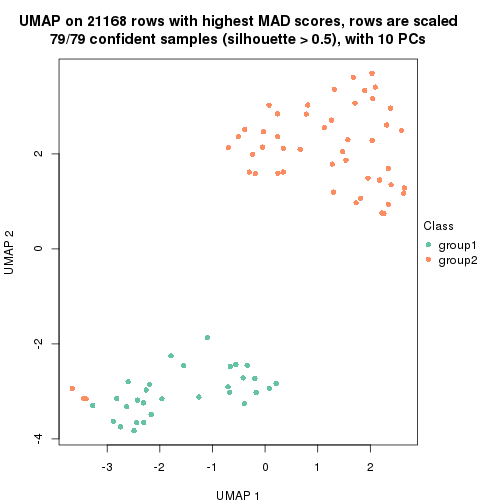 UMAP on 21168 rows with highest MAD scores, rows are scaled
79/79 confident samples (silhouette > 0.5), with 10 PCs
2
0
-2
-4
UMAP 2
Class
group1
group2
-3 -2 -1 0 1 2
UMAP 1